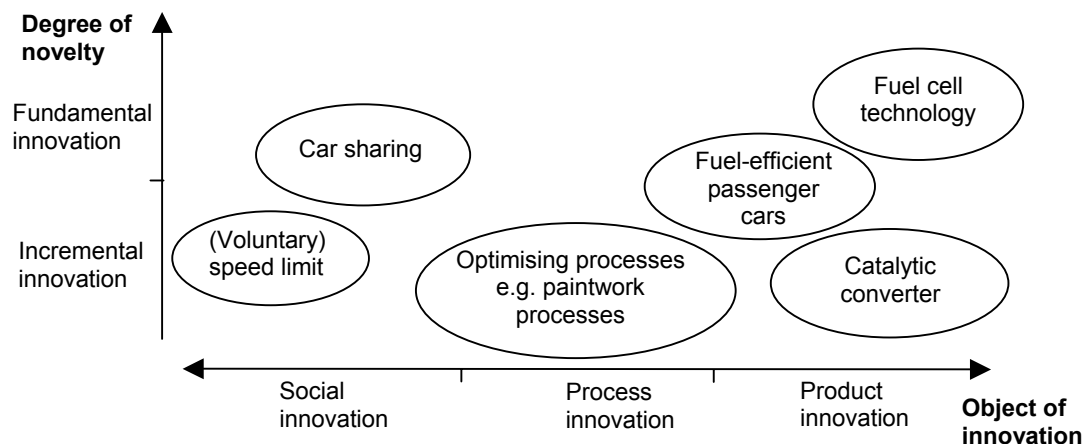 Degree of
novelty
Fundamental
innovation
Incremental
innovation
Car sharing
(Voluntary)
speed limit
Optimising processes
e.g. paintwork
processes
Fuel-efficient
passenger
cars
Fuel cell
technology
Catalytic
converter
Social
innovation
Process
innovation
Product
innovation
Object of
innovation